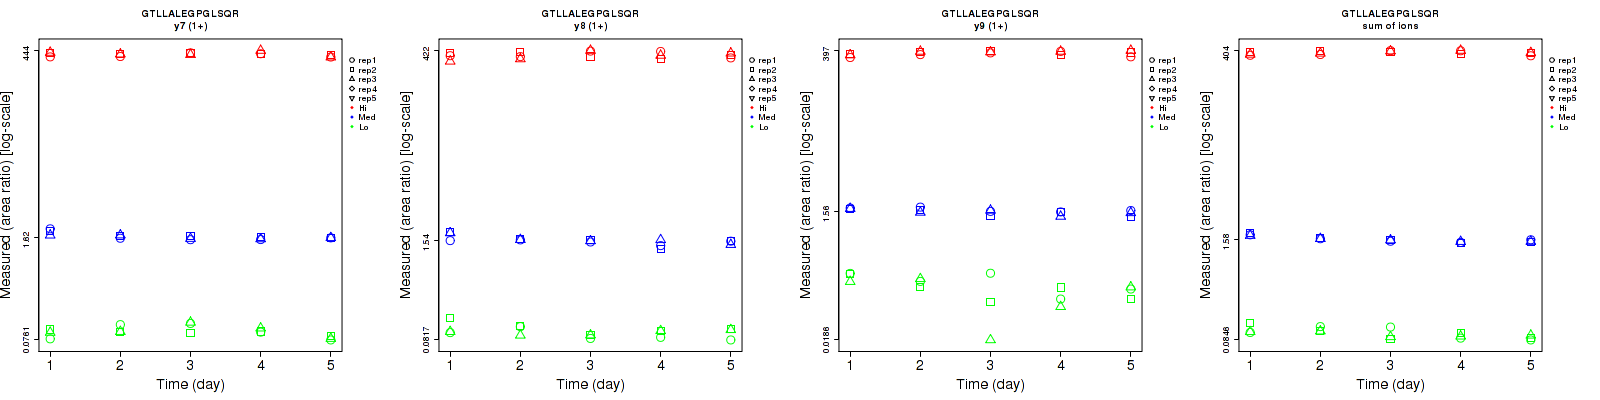 GTLLALEGPGLSQR
y7 (1+)
Measured (area ratio) [log-scale]
444
1.62
0.0761
1
2
3
4
5
Time (day)
rep1
rep2
rep3
rep4
rep5
Hi
Med
Lo
GTLLALEGPGLSQR
y8 (1+)
Measured (area ratio) [log-scale]
422
1.54
0.0817
1
2
3
4
5
Time (day)
rep1
rep2
rep3
rep4
rep5
Hi
Med
Lo
GTLLALEGPGLSQR
y9 (1+)
Measured (area ratio) [log-scale]
397
1.56
0.0186
1
2
3
4
5
Time (day)
rep1
rep2
rep3
rep4
rep5
Hi
Med
Lo
GTLLALEGPGLSQR
sum of ions
Measured (area ratio) [log-scale]
404
1.58
0.0846
1
2
3
4
5
Time (day)
rep1
rep2
rep3
rep4
rep5
Hi
Med
Lo